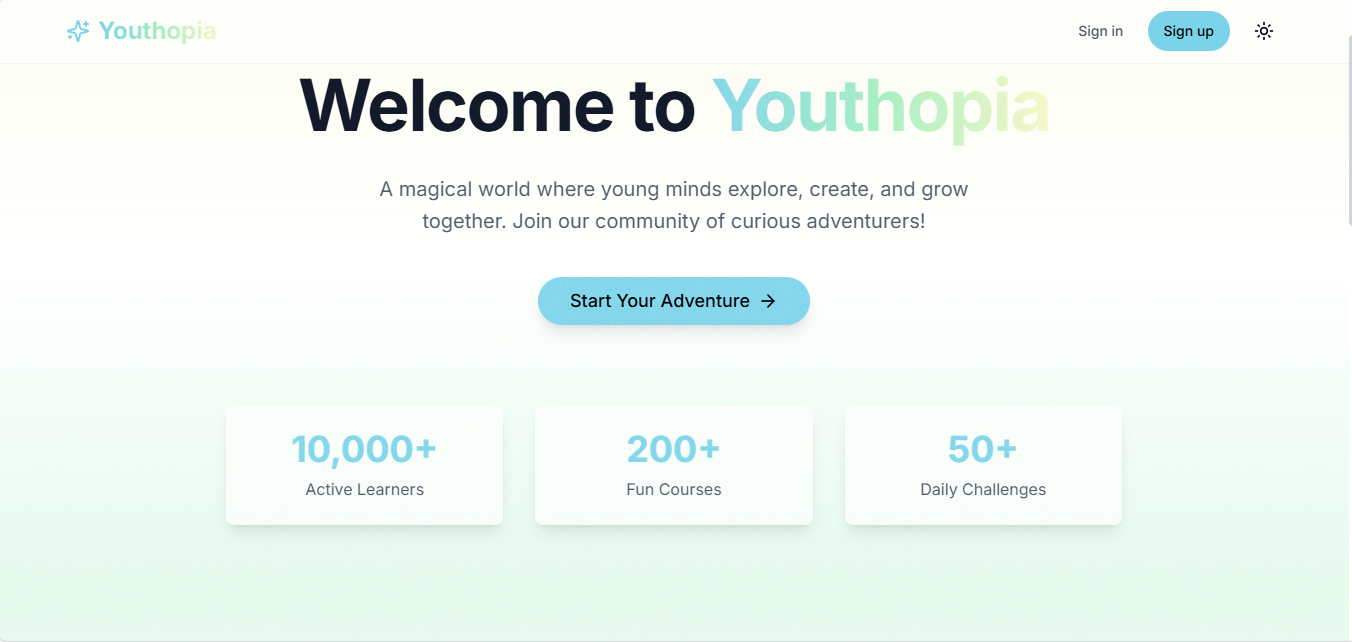 Youthopia
Sign in
Sign up
Welcome to Youthopia
A magical world where young minds explore, create, and grow
together. Join our community of curious adventurers!
Start Your Adventure →
10,000+
Active Learners
200+
Fun Courses
50+
Daily Challenges